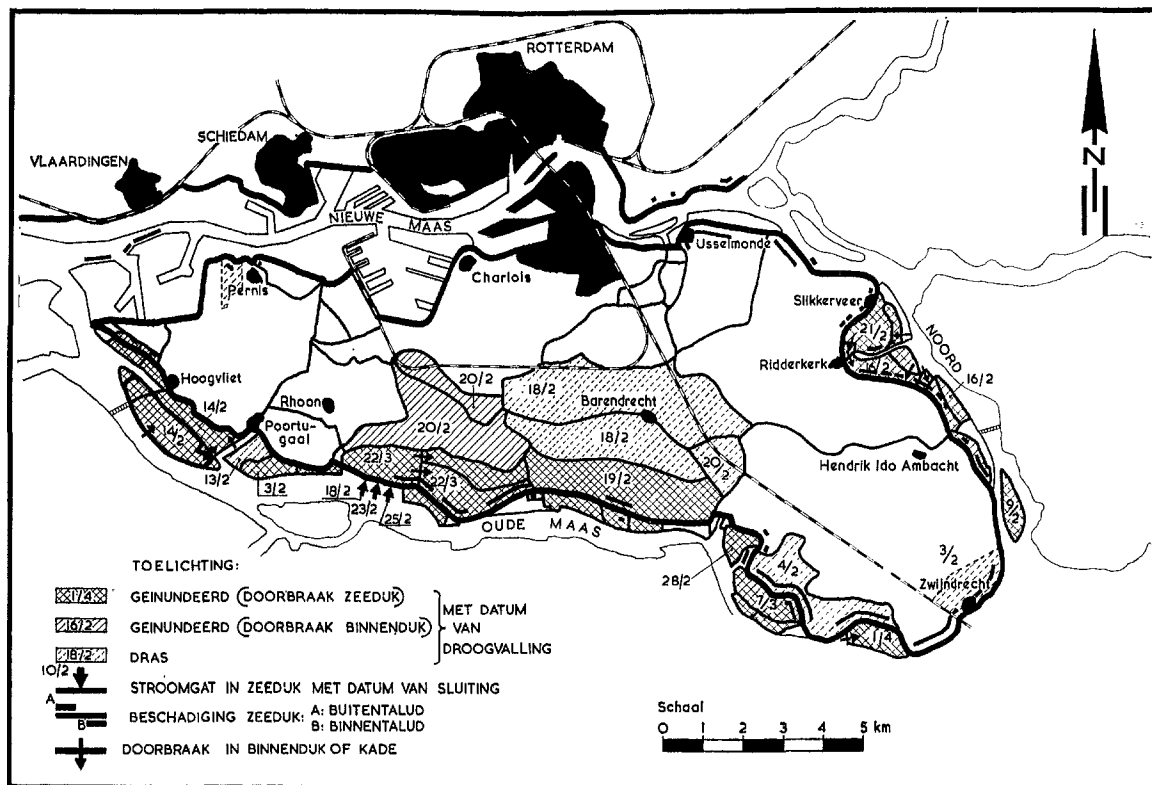 ROTTERDAM
SCHIEDAM
VLAARDINGEN
N
NIEUWE MAAS
IJsselmonde
Pernis
Charlois
Slikkerveer
21/2
NOORD
Ridderkerk
16/2
16/2
Hoogvliet
20/2
18/2
14/2
Rhoon
Barendrecht
Poortu-
gaal
20/2
18/2
14/2
22/3
20/2
Hendrik Ido Ambacht
13/2
3/2
18/2
22/3
19/2
9/2
23/2
25/2
OUDE MAAS
3/2
28/2
4/2
Zwijndrecht
7/3
1/4
TOELICHTING:
1/4 GEINUNDEERD (DOORBRAAK ZEEDIJK)
16/2 GEINUNDEERD (DOORBRAAK BINNENDIJK)
18/2 DRAS
MET DATUM
VAN
DROOGVALLING
10/2 STROOMGAT IN ZEEDIJK MET DATUM VAN SLUITING
A B BESCHADIGING ZEEDIJK: A: BUITENTALUD
B: BINNENTALUD
DOORBRAAK IN BINNENDIJK OF KADE
Schaal
0 1 2 3 4 5 km